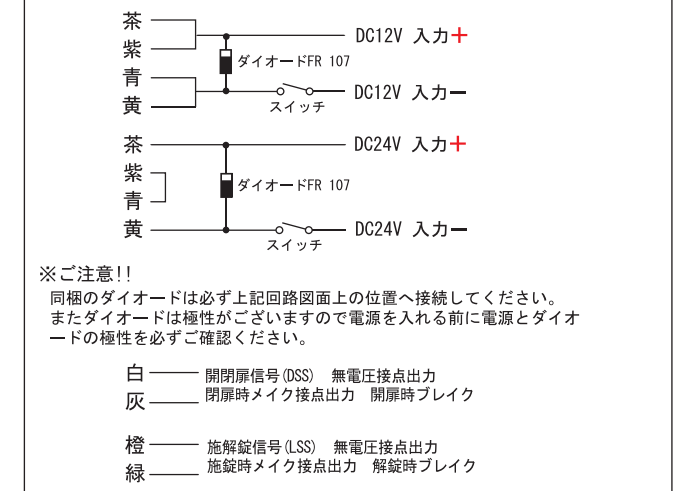 茶
紫
青
黄
DC12V 入力+
ダイオードFR 107
DC12V 入力−
スイッチ
茶
紫
青
黄
DC24V 入力+
ダイオードFR 107
DC24V 入力−
スイッチ
※ご注意!!
同梱のダイオードは必ず上記回路図面上の位置へ接続してください。
またダイオードは極性がございますので電源を入れる前に電源とダイオ
ードの極性を必ずご確認ください。
白
灰
開閉扉信号(DSS) 無電圧接点出力
閉扉時メイク接点出力 開扉時ブレイク
橙
緑
施解錠信号(LSS) 無電圧接点出力
施錠時メイク接点出力 解錠時ブレイク